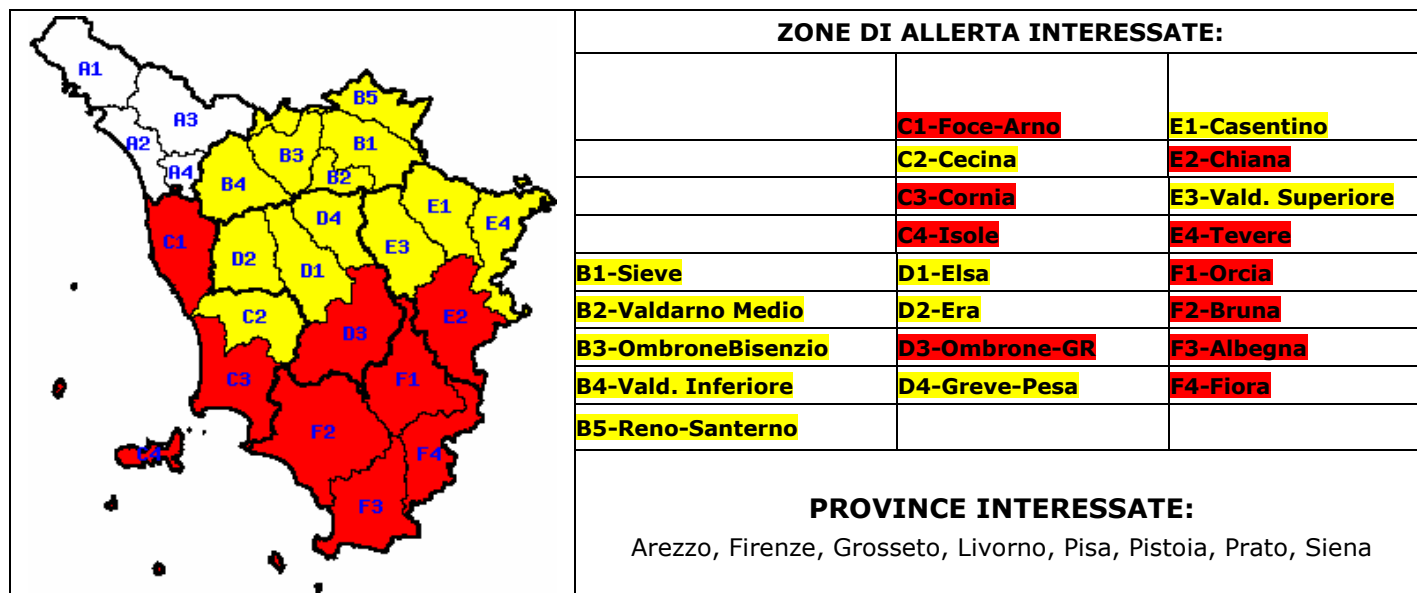 A1
A3
A2
A4
B5
B1
B3
B2
B4
E1
E4
D4
E3
C1
D2
D1
C2
D3
E2
C3
F1
F2
F4
C4
F3
ZONE DI ALLERTA INTERESSATE:
C1-Foce-Arno E1-Casentino
C2-Cecina E2-Chiana
C3-Cornia E3-Vald. Superiore
C4-Isole E4-Tevere
B1-Sieve D1-Elsa F1-Orcia
B2-Valdarno Medio D2-Era F2-Bruna
B3-OmbroneBisenzio D3-Ombrone-GR F3-Albegna
B4-Vald. Inferiore D4-Greve-Pesa F4-Fiora
B5-Reno-Santerno
PROVINCE INTERESSATE:
Arezzo, Firenze, Grosseto, Livorno, Pisa, Pistoia, Prato, Siena